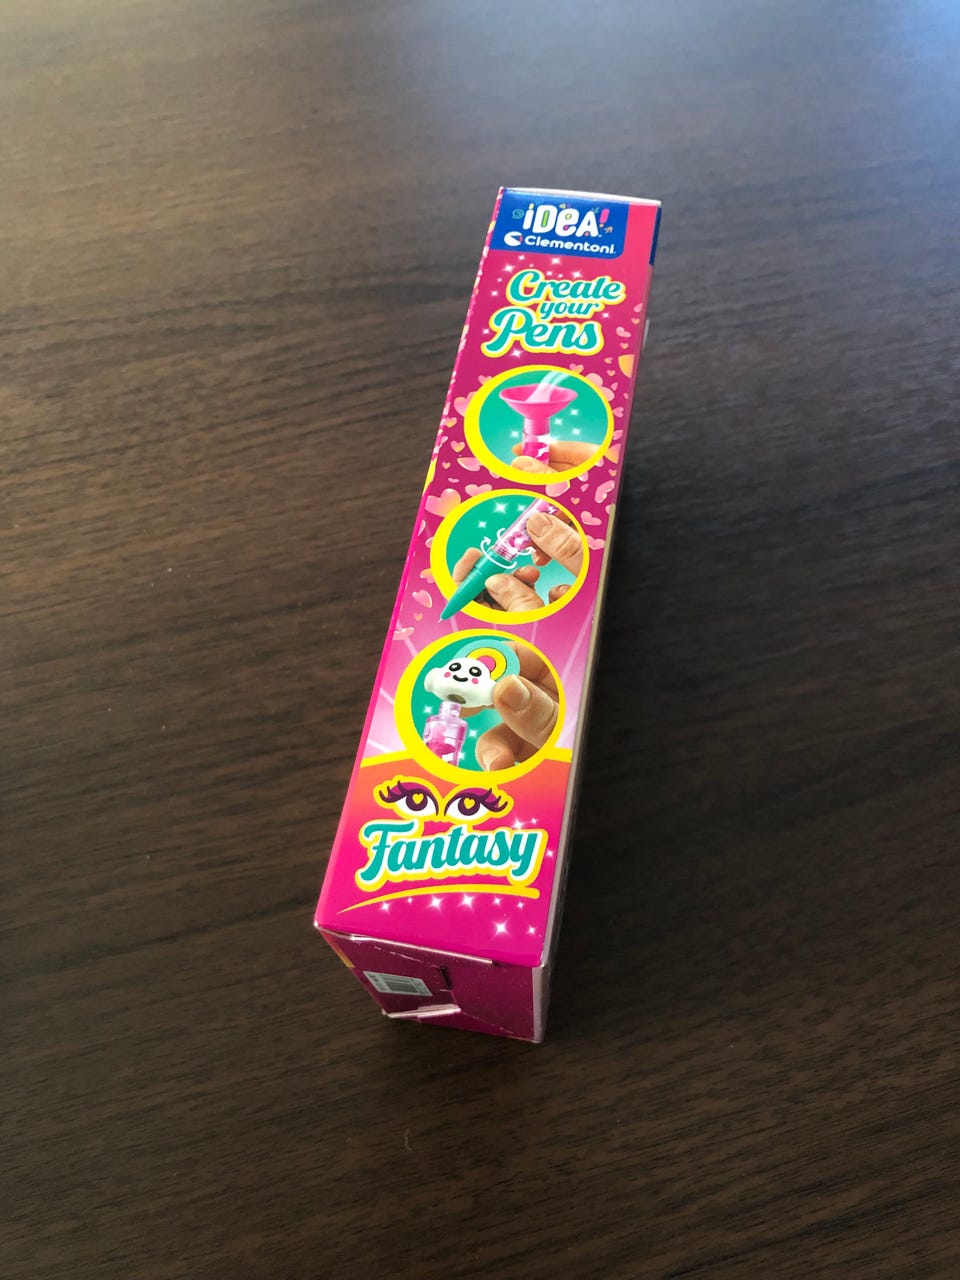 iDeA!
Clementoni
Create
your
Pens
Fantasy